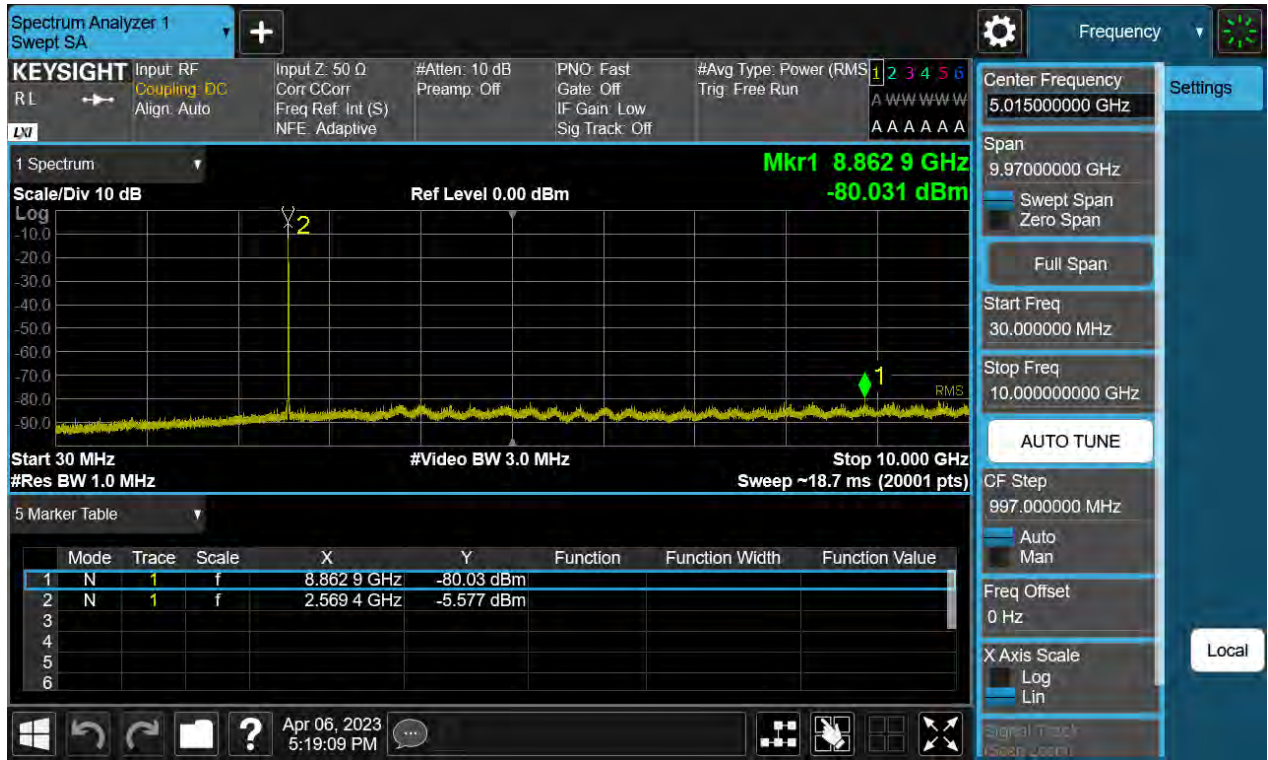 Spectrum Analyzer 1
Swept SA
+
Frequency
KEYSIGHT
RL
LXI
Input: RF
Coupling: DC
Align: Auto
Input Z: 50 Ω
Corr CCorr
Freq Ref: Int (S)
NFE: Adaptive
#Atten: 10 dB
Preamp: Off
PNO: Fast
Gate: Off
IF Gain: Low
Sig Track: Off
#Avg Type: Power (RMS
Trig: Free Run
1 2 3 4 5 6
A W W W W W
A A A A A A
1 Spectrum
Mkr1 8.862 9 GHz
-80.031 dBm
Scale/Div 10 dB
Ref Level 0.00 dBm
Log
-10.0
-20.0
-30.0
-40.0
-50.0
-60.0
-70.0
-80.0
-90.0
2
1
RMS
Start 30 MHz
#Video BW 3.0 MHz
Stop 10.000 GHz
#Res BW 1.0 MHz
Sweep ~18.7 ms (20001 pts)
5 Marker Table
Mode Trace Scale X Y Function Function Width Function Value
1 N 1 f 8.862 9 GHz -80.03 dBm
2 N 1 f 2.569 4 GHz -5.577 dBm
3
4
5
6
?
Apr 06, 2023
5:19:09 PM
Center Frequency
5.015000000 GHz
Settings
Span
9.97000000 GHz
Swept Span
Zero Span
Full Span
Start Freq
30.000000 MHz
Stop Freq
10.000000000 GHz
AUTO TUNE
CF Step
997.000000 MHz
Auto
Man
Freq Offset
0 Hz
X Axis Scale
Log
Lin
Local
Signal Track
(Span Zoom)